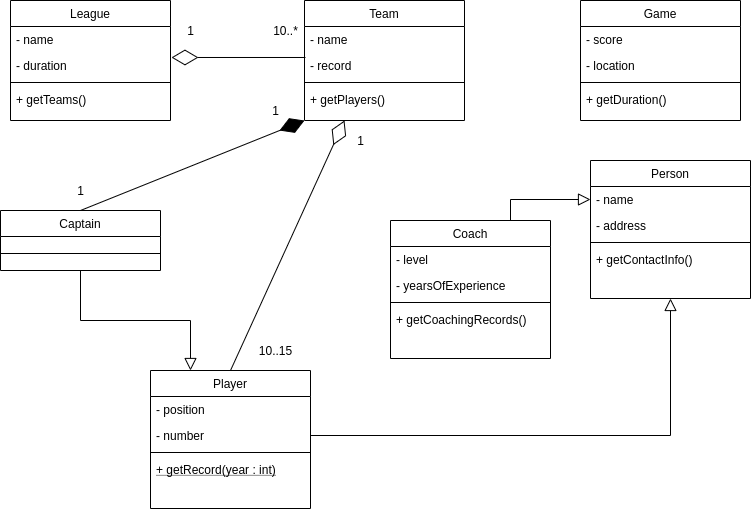 League
- name
- duration
+ getTeams()
1
10..*
Team
- name
- record
+ getPlayers()
Game
- score
- location
+ getDuration()
1
1
1
Captain
Person
- name
- address
+ getContactInfo()
Coach
- level
- yearsOfExperience
+ getCoachingRecords()
10..15
Player
- position
- number
+ getRecord(year : int)